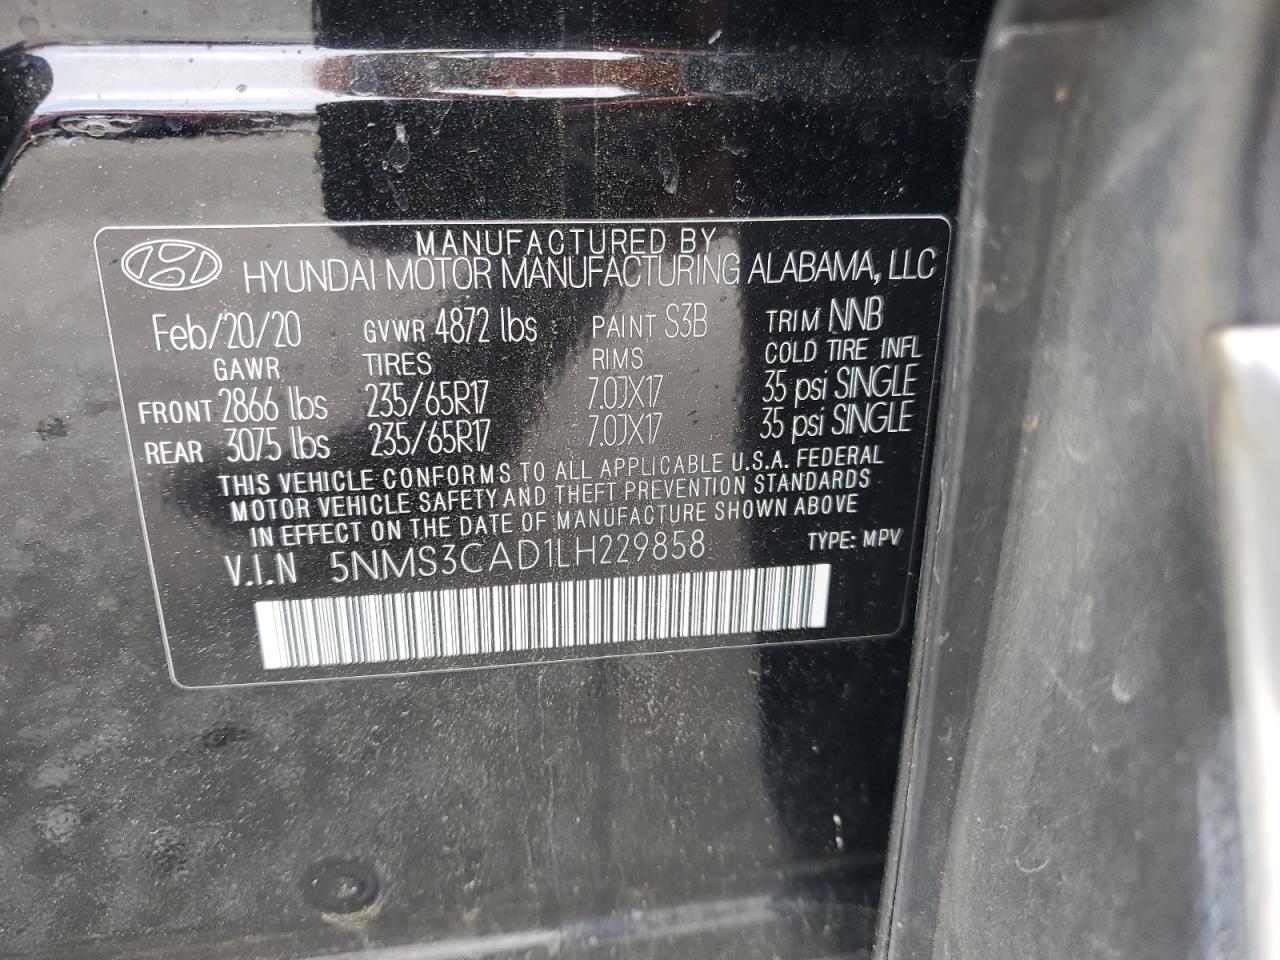 MANUFACTURED BY
HYUNDAI MOTOR MANUFACTURING ALABAMA, LLC
Feb/20/20 GVWR 4872 lbs PAINT S3B TRIM NNB
GAWR TIRES RIMS COLD TIRE INFL
FRONT 2866 lbs 235/65R17 7.0JX17 35 psi SINGLE
REAR 3075 lbs 235/65R17 7.0JX17 35 psi SINGLE
THIS VEHICLE CONFORMS TO ALL APPLICABLE U.S.A. FEDERAL
MOTOR VEHICLE SAFETY AND THEFT PREVENTION STANDARDS
IN EFFECT ON THE DATE OF MANUFACTURE SHOWN ABOVE
V.I.N 5NMS3CAD1LH229858 TYPE: MPV